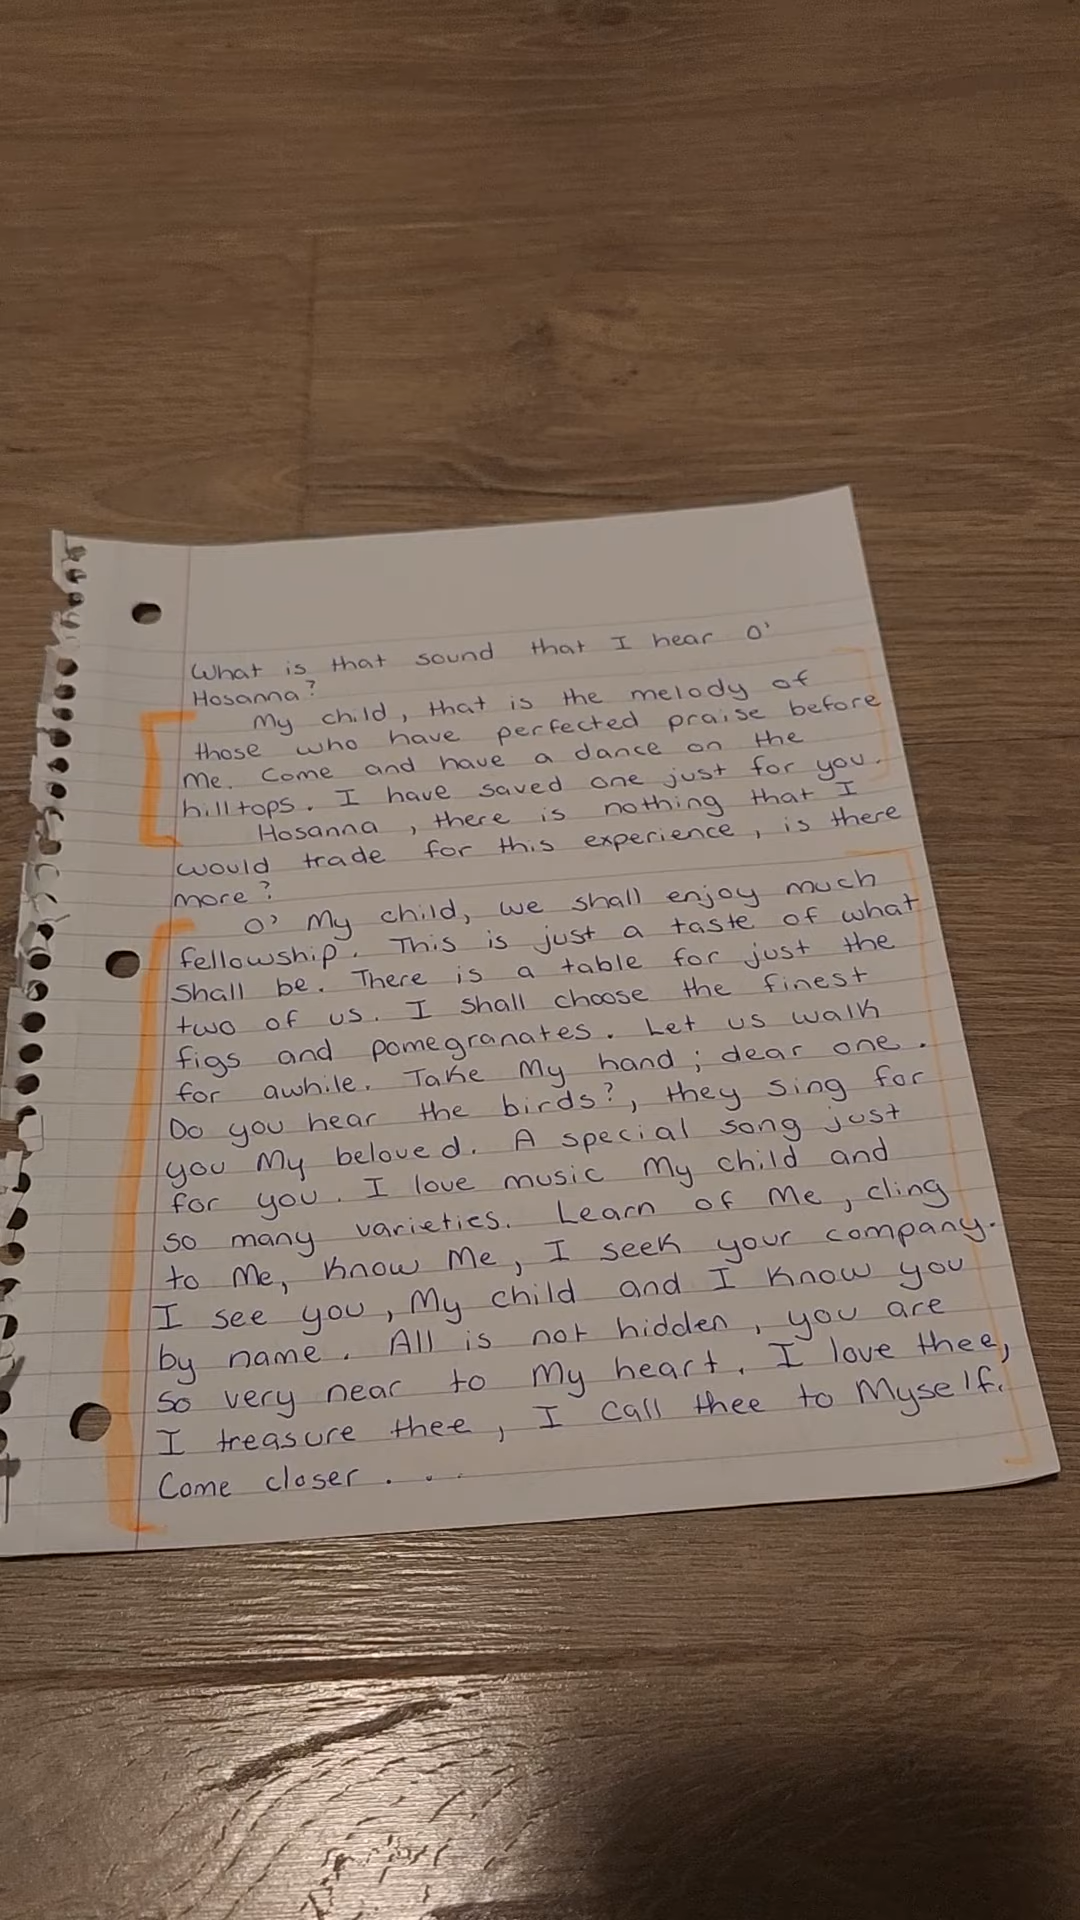 What is that sound that I hear O'
Hosanna?
My child, that is the melody of
those who have perfected praise before
Me. Come and have a dance on the
hilltops. I have saved one just for you.
Hosanna, there is nothing that I
would trade for this experience, is there
more?
O' My child, we shall enjoy much
fellowship. This is just a taste of what
shall be. There is a table for just the
two of us. I shall choose the finest
figs and pomegranates. Let us walk
for awhile. Take My hand; dear one.
Do you hear the birds?, they sing for
you My beloved. A special song just
for you. I love music My child and
so many varieties. Learn of Me, cling
to Me, Know Me, I seek your company.
I see you, My child and I know you
by name. All is not hidden, you are
so very near to My heart. I love thee,
I treasure thee, I call thee to Myself.
Come closer...